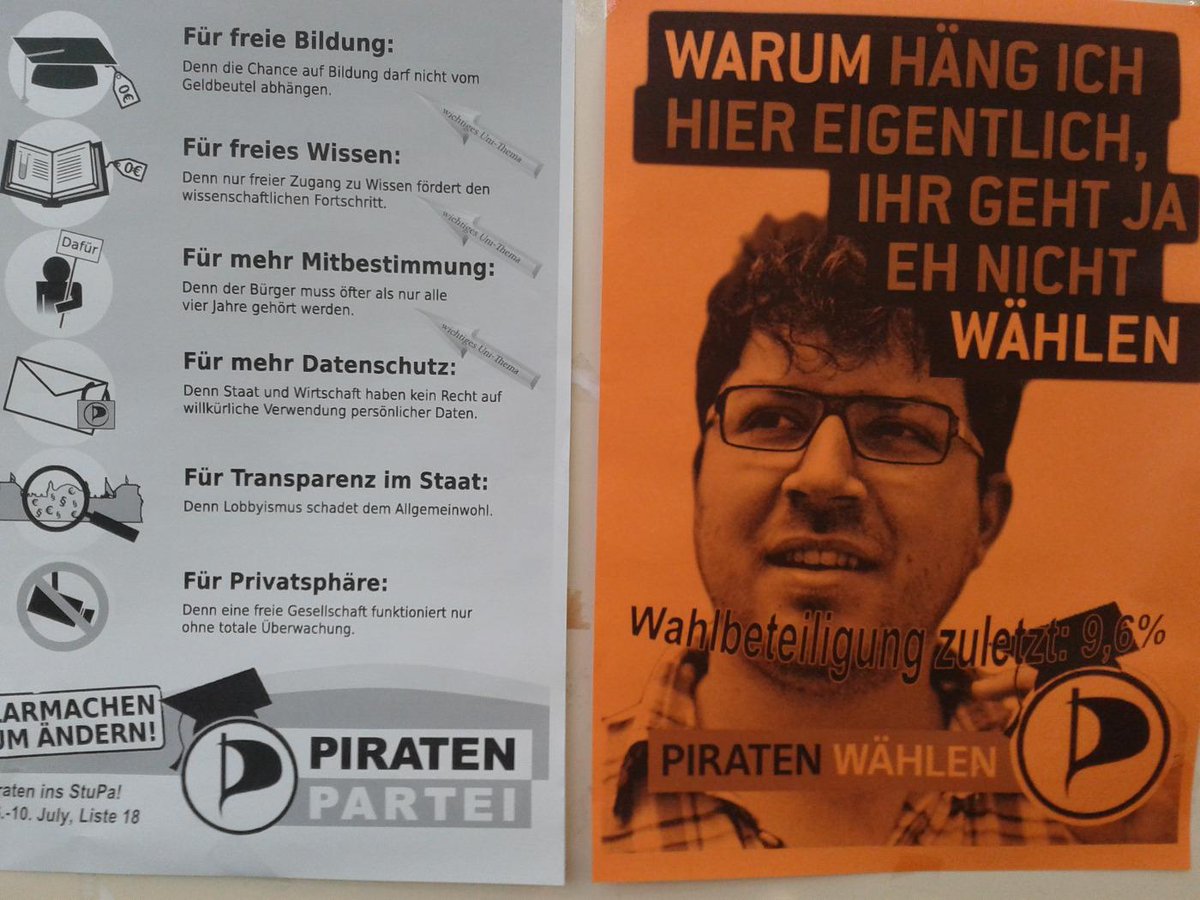 0€
Für freie Bildung:
Denn die Chance auf Bildung darf nicht vom
Geldbeutel abhängen.
wichtiges Uni-Thema
0€
Für freies Wissen:
Denn nur freier Zugang zu Wissen fördert den
wissenschaftlichen Fortschritt.
wichtiges Uni-Thema
Dafür
Für mehr Mitbestimmung:
Denn der Bürger muss öfter als nur alle
vier Jahre gehört werden.
wichtiges Uni-Thema
Für mehr Datenschutz:
Denn Staat und Wirtschaft haben kein Recht auf
willkürliche Verwendung persönlicher Daten.
Für Transparenz im Staat:
Denn Lobbyismus schadet dem Allgemeinwohl.
Für Privatsphäre:
Denn eine freie Gesellschaft funktioniert nur
ohne totale Überwachung.
LARMACHEN
UM ÄNDERN!
PIRATEN
PARTEI
raten ins StuPa!
.-10. July, Liste 18
WARUM HÄNG ICH
HIER EIGENTLICH,
IHR GEHT JA
EH NICHT
WÄHLEN
Wahlbeteiligung zuletzt: 9,6%
PIRATEN WÄHLEN